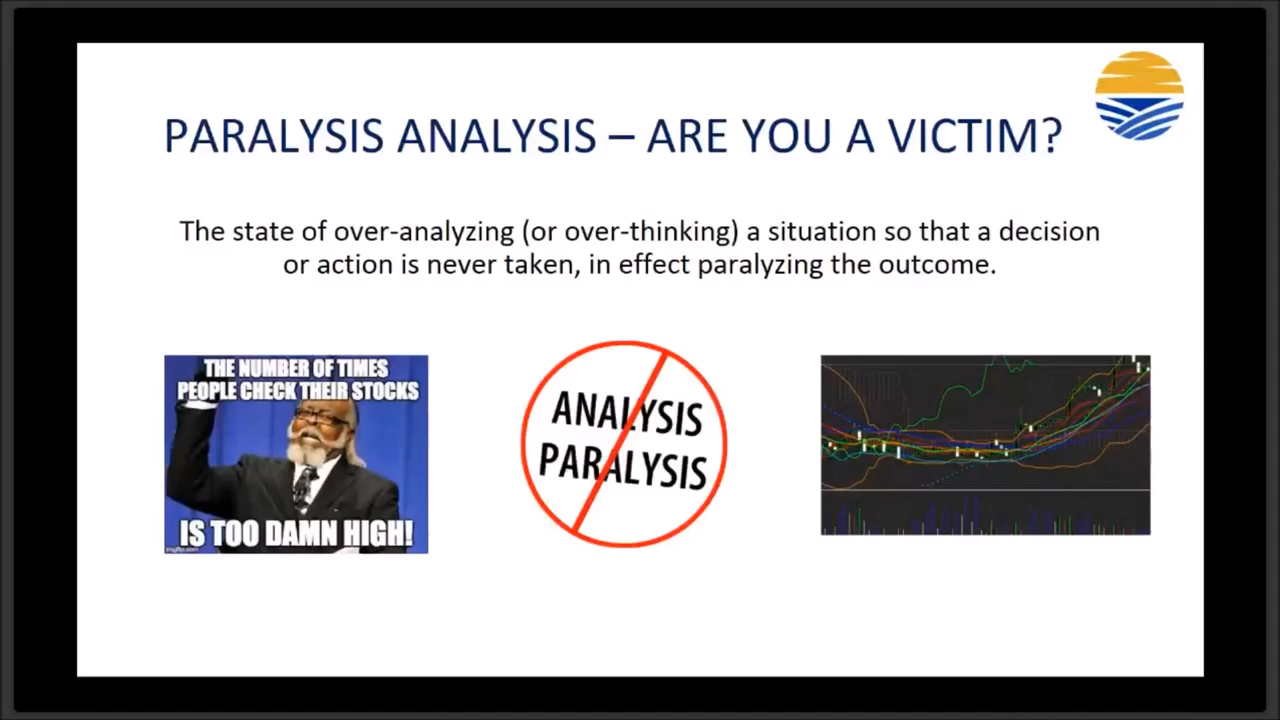 PARALYSIS ANALYSIS – ARE YOU A VICTIM?
The state of over-analyzing (or over-thinking) a situation so that a decision
or action is never taken, in effect paralyzing the outcome.
THE NUMBER OF TIMES
PEOPLE CHECK THEIR STOCKS
IS TOO DAMN HIGH!
imgflip.com
ANALYSIS
PARALYSIS